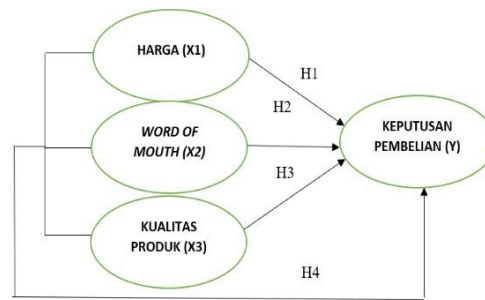 HARGA (X1)
H1
H2
WORD OF
MOUTH (X2)
KEPUTUSAN
PEMBELIAN (Y)
H3
KUALITAS
PRODUK (X3)
H4